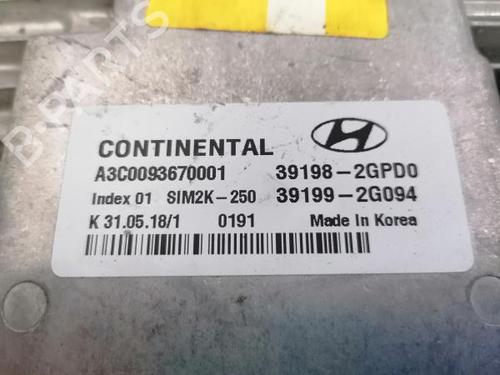 B-PARTS
CONTINENTAL
A3C0093670001 39198-2GPD0
Index 01 SIM2K-250 39199-2G094
K 31.05.18/1 0191 Made In Korea